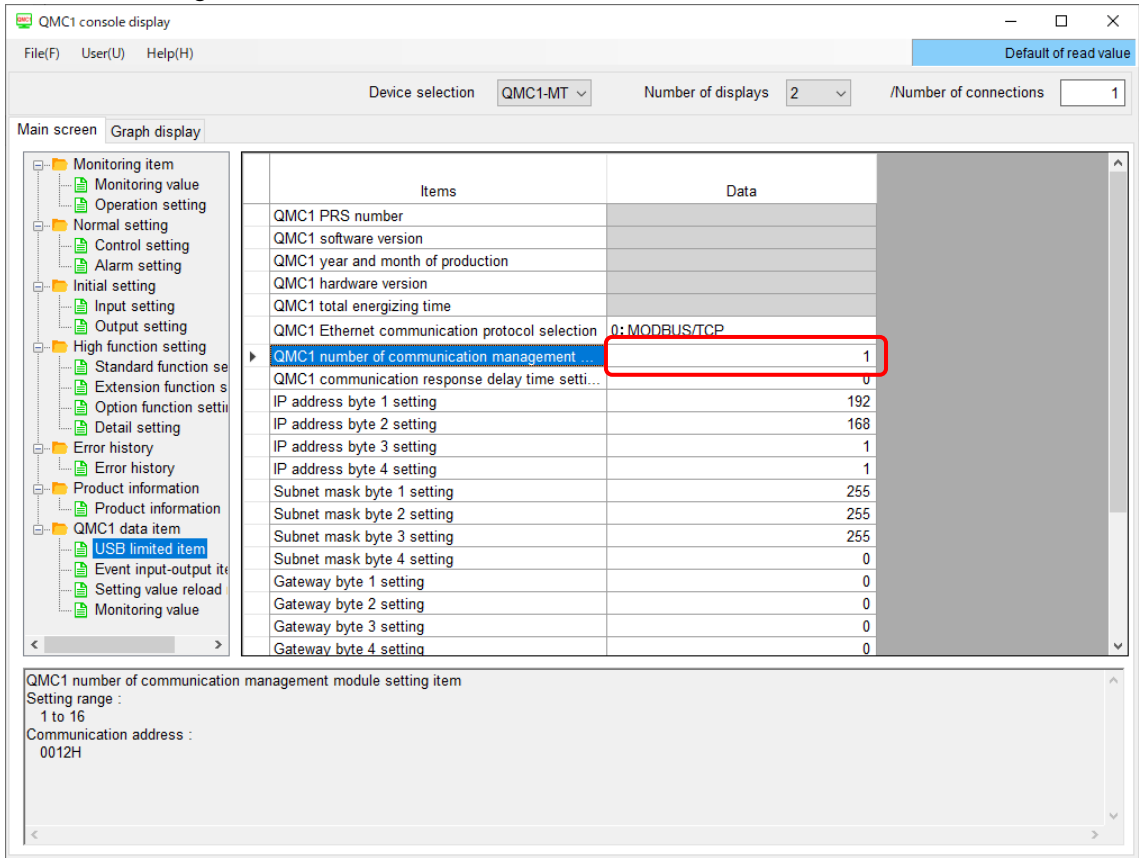 QMC1 console display
File(F) User(U) Help(H)
Default of read value
Device selection QMC1-MT Number of displays 2 /Number of connections 1
Main screen Graph display
Monitoring item
Monitoring value
Operation setting
Normal setting
Control setting
Alarm setting
Initial setting
Input setting
Output setting
High function setting
Standard function se
Extension function s
Option function settin
Detail setting
Error history
Error history
Product information
Product information
QMC1 data item
USB limited item
Event input-output ite
Setting value reload
Monitoring value
Items Data
QMC1 PRS number
QMC1 software version
QMC1 year and month of production
QMC1 hardware version
QMC1 total energizing time
QMC1 Ethernet communication protocol selection 0: MODBUS/TCP
QMC1 number of communication management ... 1
QMC1 communication response delay time setti... 0
IP address byte 1 setting 192
IP address byte 2 setting 168
IP address byte 3 setting 1
IP address byte 4 setting 1
Subnet mask byte 1 setting 255
Subnet mask byte 2 setting 255
Subnet mask byte 3 setting 255
Subnet mask byte 4 setting 0
Gateway byte 1 setting 0
Gateway byte 2 setting 0
Gateway byte 3 setting 0
Gateway byte 4 setting 0
QMC1 number of communication management module setting item
Setting range :
1 to 16
Communication address :
0012H